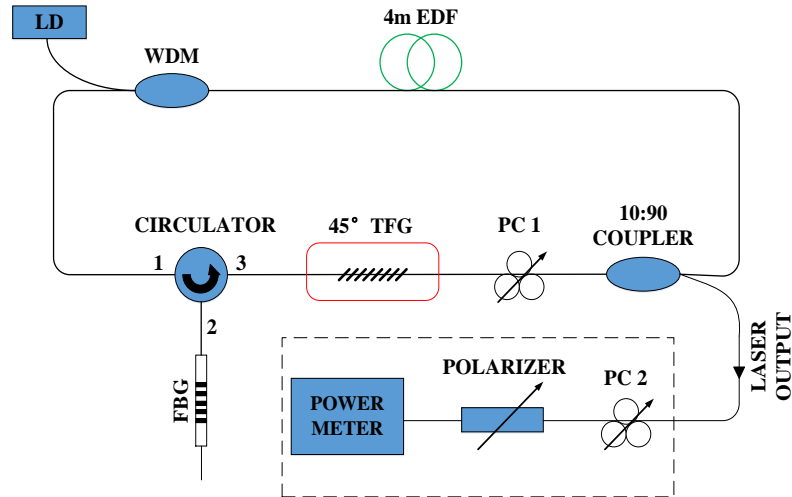 LD
4m EDF
WDM
CIRCULATOR
45° TFG
PC 1
10:90
COUPLER
1
3
2
FBG
POWER
METER
POLARIZER
PC 2
LASER
OUTPUT